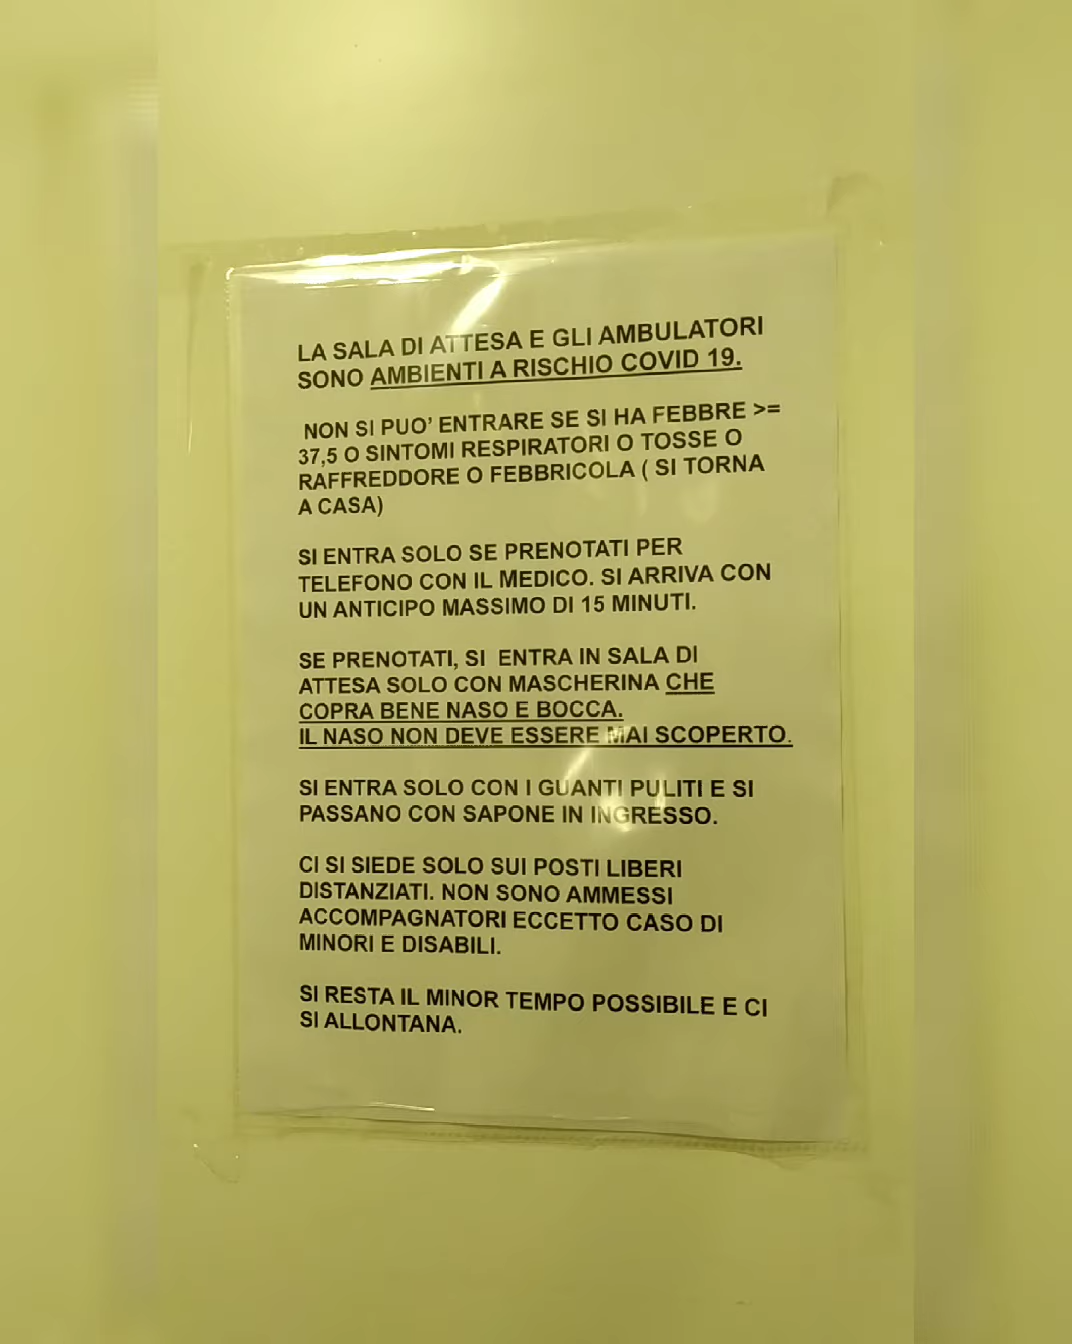 LA SALA DI ATTESA E GLI AMBULATORI
SONO AMBIENTI A RISCHIO COVID 19.
NON SI PUO' ENTRARE SE SI HA FEBBRE >=
37,5 O SINTOMI RESPIRATORI O TOSSE O
RAFFREDDORE O FEBBRICOLA ( SI TORNA
A CASA)
SI ENTRA SOLO SE PRENOTATI PER
TELEFONO CON IL MEDICO. SI ARRIVA CON
UN ANTICIPO MASSIMO DI 15 MINUTI.
SE PRENOTATI, SI ENTRA IN SALA DI
ATTESA SOLO CON MASCHERINA CHE
COPRA BENE NASO E BOCCA.
IL NASO NON DEVE ESSERE MAI SCOPERTO.
SI ENTRA SOLO CON I GUANTI PULITI E SI
PASSANO CON SAPONE IN INGRESSO.
CI SI SIEDE SOLO SUI POSTI LIBERI
DISTANZIATI. NON SONO AMMESSI
ACCOMPAGNATORI ECCETTO CASO DI
MINORI E DISABILI.
SI RESTA IL MINOR TEMPO POSSIBILE E CI
SI ALLONTANA.